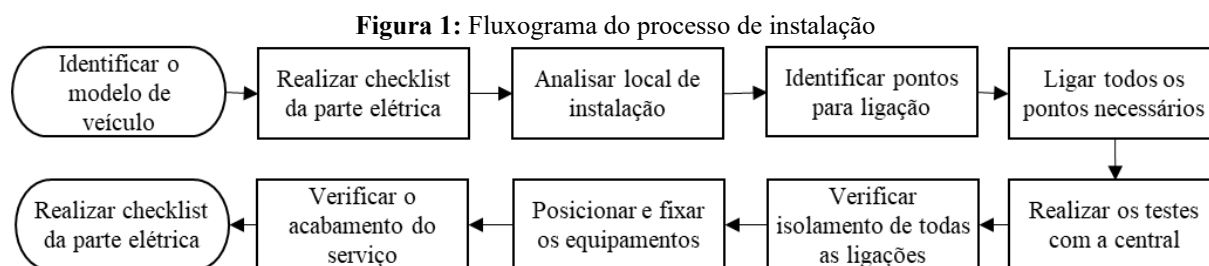 Figura 1: Fluxograma do processo de instalação
Identificar o
modelo de
veículo
Realizar checklist
da parte elétrica
Analisar local de
instalação
Identificar pontos
para ligação
Ligar todos os
pontos necessários
Realizar os testes
com a central
Verificar
isolamento de todas
as ligações
Posicionar e fixar
os equipamentos
Verificar o
acabamento do
serviço
Realizar checklist
da parte elétrica